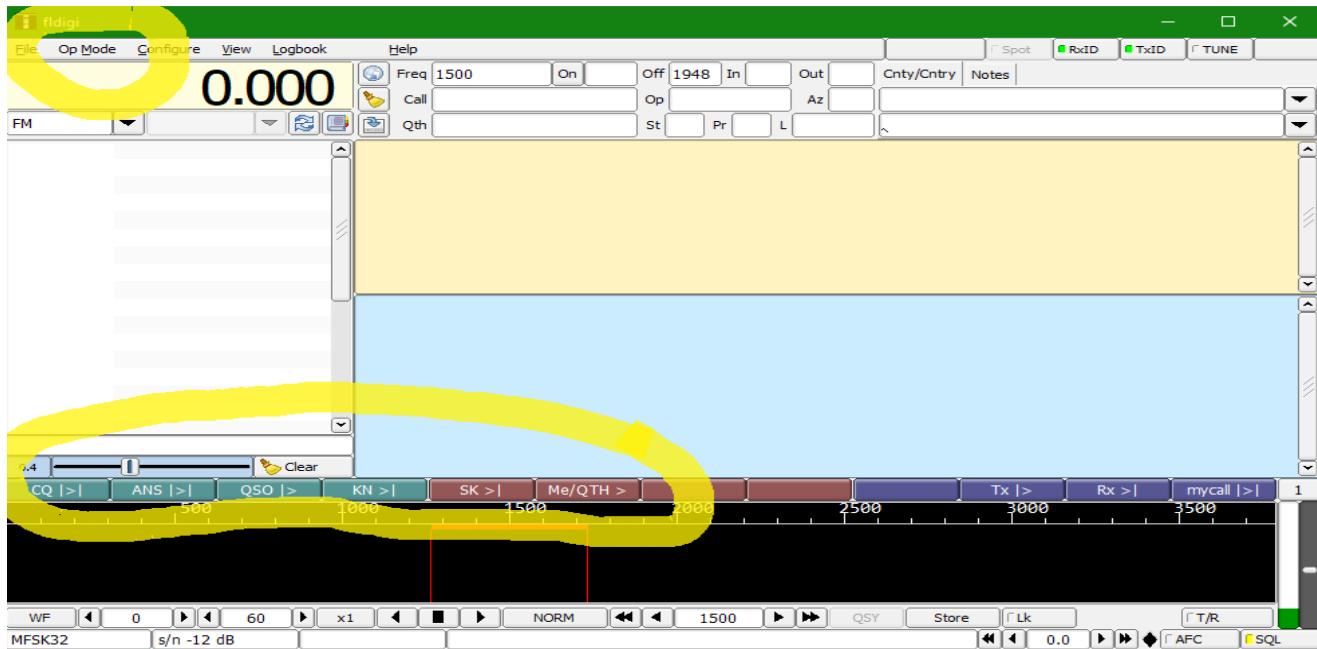 fldigi
File Op Mode Configure View Logbook Help Spot RxID TxID TUNE
0.000 Freq 1500 On Off 1948 In Out Cnty/Cntry Notes
Call Op Az
FM Qth St Pr L
0.4 Clear
CQ |>| ANS |>| QSO |> KN >| SK >| Me/QTH > Tx |> Rx >| mycall |>| 1
500 1000 1500 2000 2500 3000 3500
WF 0 60 x1 NORM 1500 QSY Store Lk T/R
MFSK32 s/n -12 dB 0.0 AFC SQL